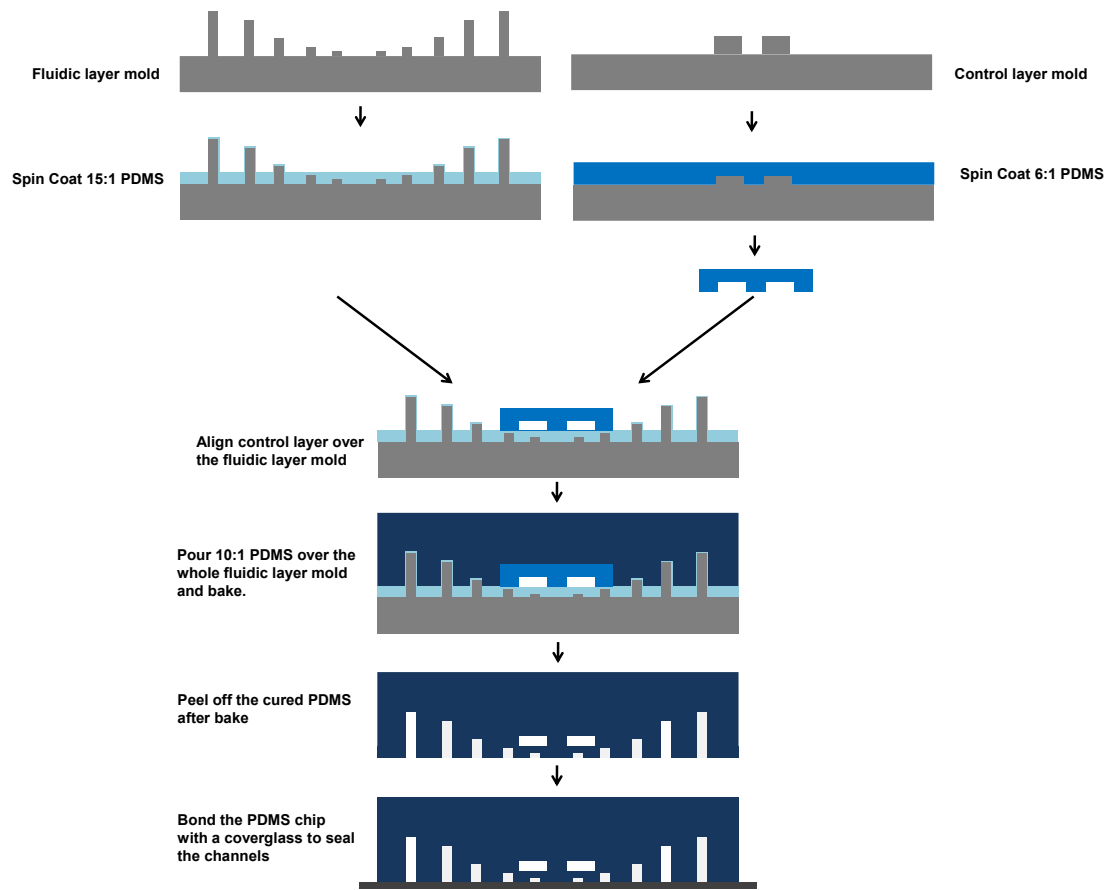 Fluidic layer mold
Control layer mold
Spin Coat 15:1 PDMS
Spin Coat 6:1 PDMS
Align control layer over
the fluidic layer mold
Pour 10:1 PDMS over the
whole fluidic layer mold
and bake.
Peel off the cured PDMS
after bake
Bond the PDMS chip
with a coverglass to seal
the channels